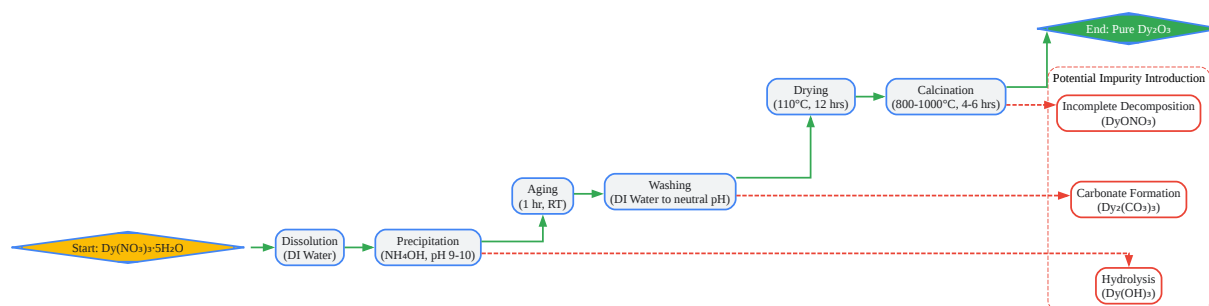 Start: Dy(NO₃)₃·5H₂O
Dissolution
(DI Water)
Precipitation
(NH₄OH, pH 9-10)
Aging
(1 hr, RT)
Washing
(DI Water to neutral pH)
Drying
(110°C, 12 hrs)
Calcination
(800-1000°C, 4-6 hrs)
End: Pure Dy₂O₃
Potential Impurity Introduction
Incomplete Decomposition
(DyONO₃)
Carbonate Formation
(Dy₂(CO₃)₃)
Hydrolysis
(Dy(OH)₃)